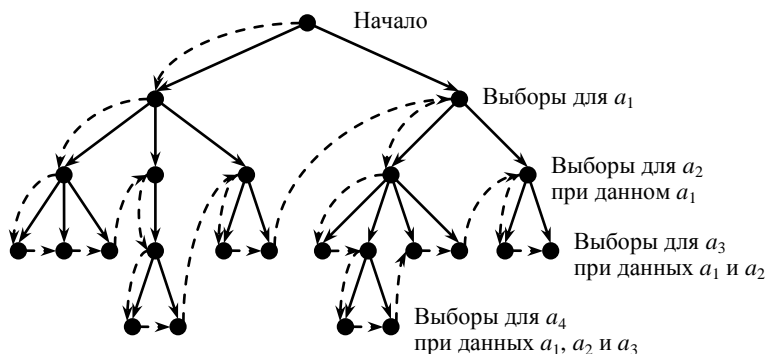 Начало
Выборы для a₁
Выборы для a₂
при данном a₁
Выборы для a₃
при данных a₁ и a₂
Выборы для a₄
при данных a₁, a₂ и a₃